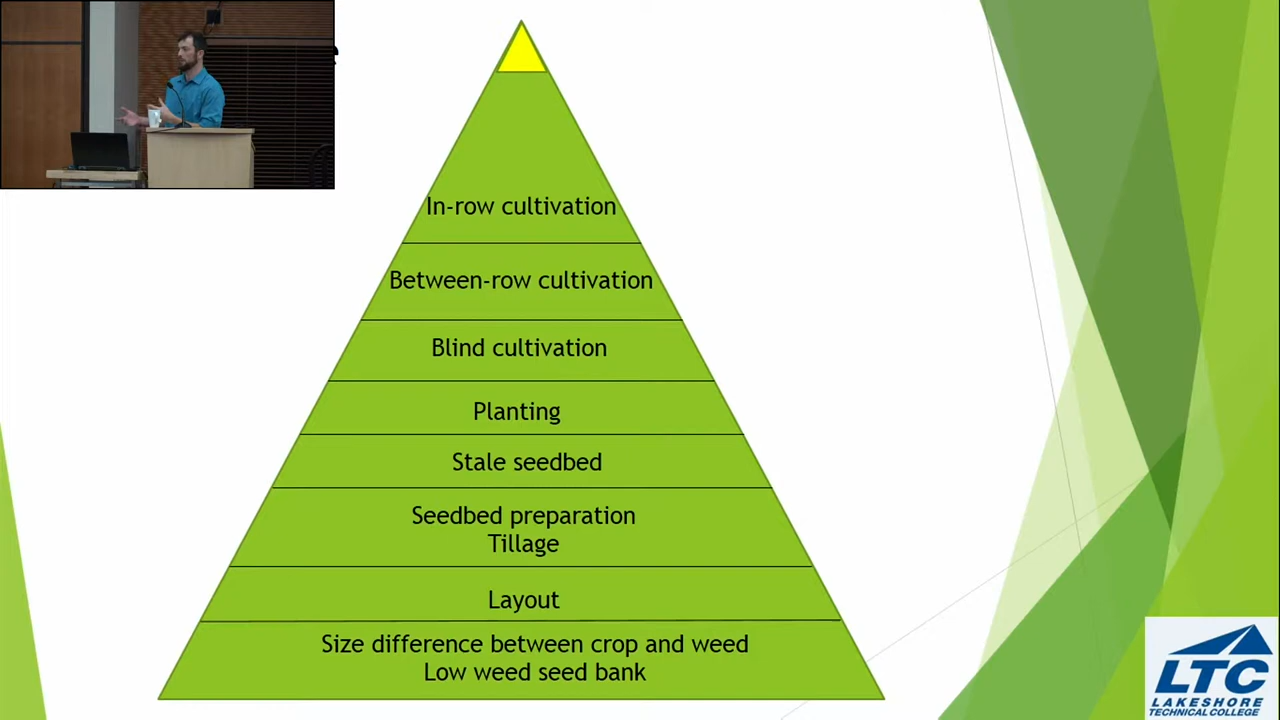 In-row cultivation
Between-row cultivation
Blind cultivation
Planting
Stale seedbed
Seedbed preparation
Tillage
Layout
Size difference between crop and weed
Low weed seed bank
LTC
LAKESHORE
TECHNICAL COLLEGE